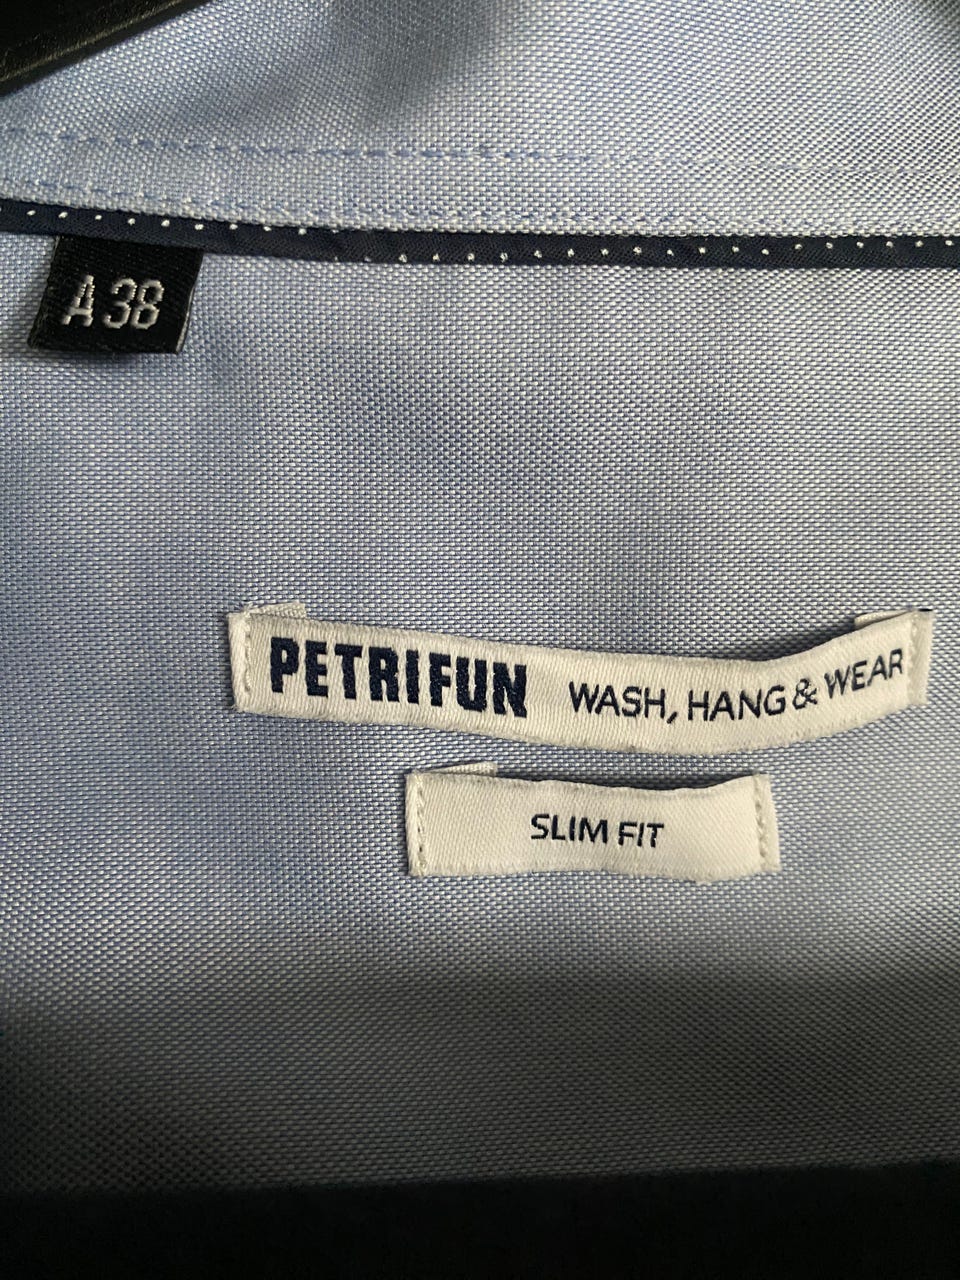 A 38
PETRIFUN WASH, HANG & WEAR
SLIM FIT